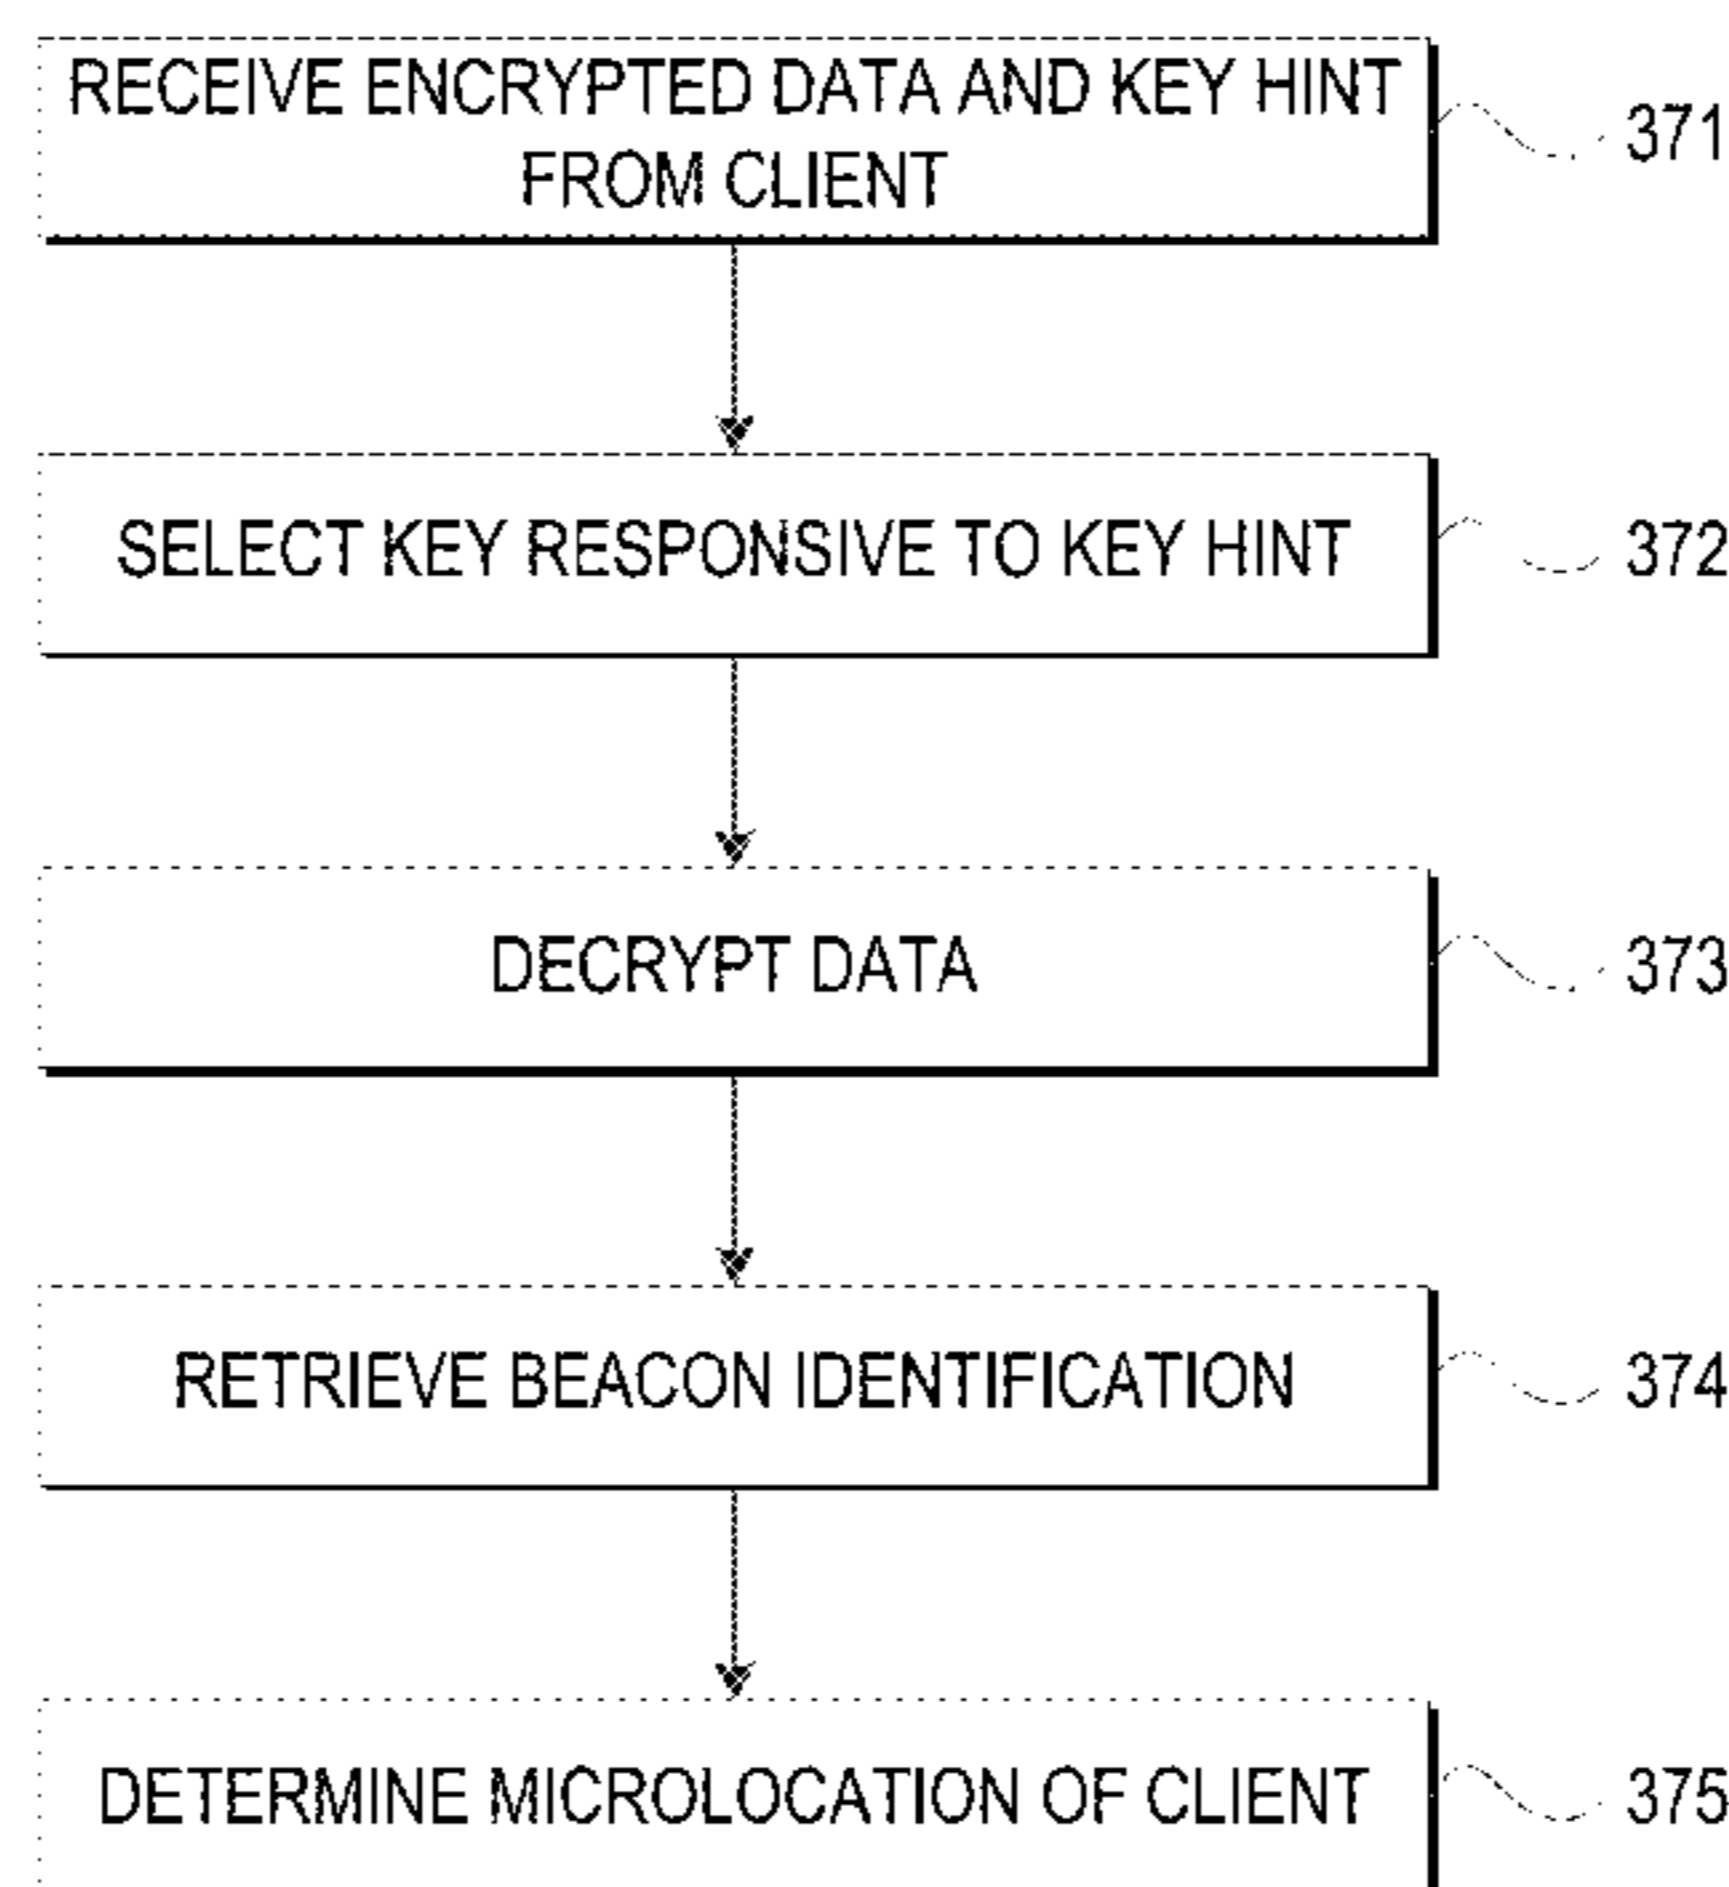 RECEIVE ENCRYPTED DATA AND KEY HINT
FROM CLIENT
371
SELECT KEY RESPONSIVE TO KEY HINT
372
DECRYPT DATA
373
RETRIEVE BEACON IDENTIFICATION
374
DETERMINE MICROLOCATION OF CLIENT
375